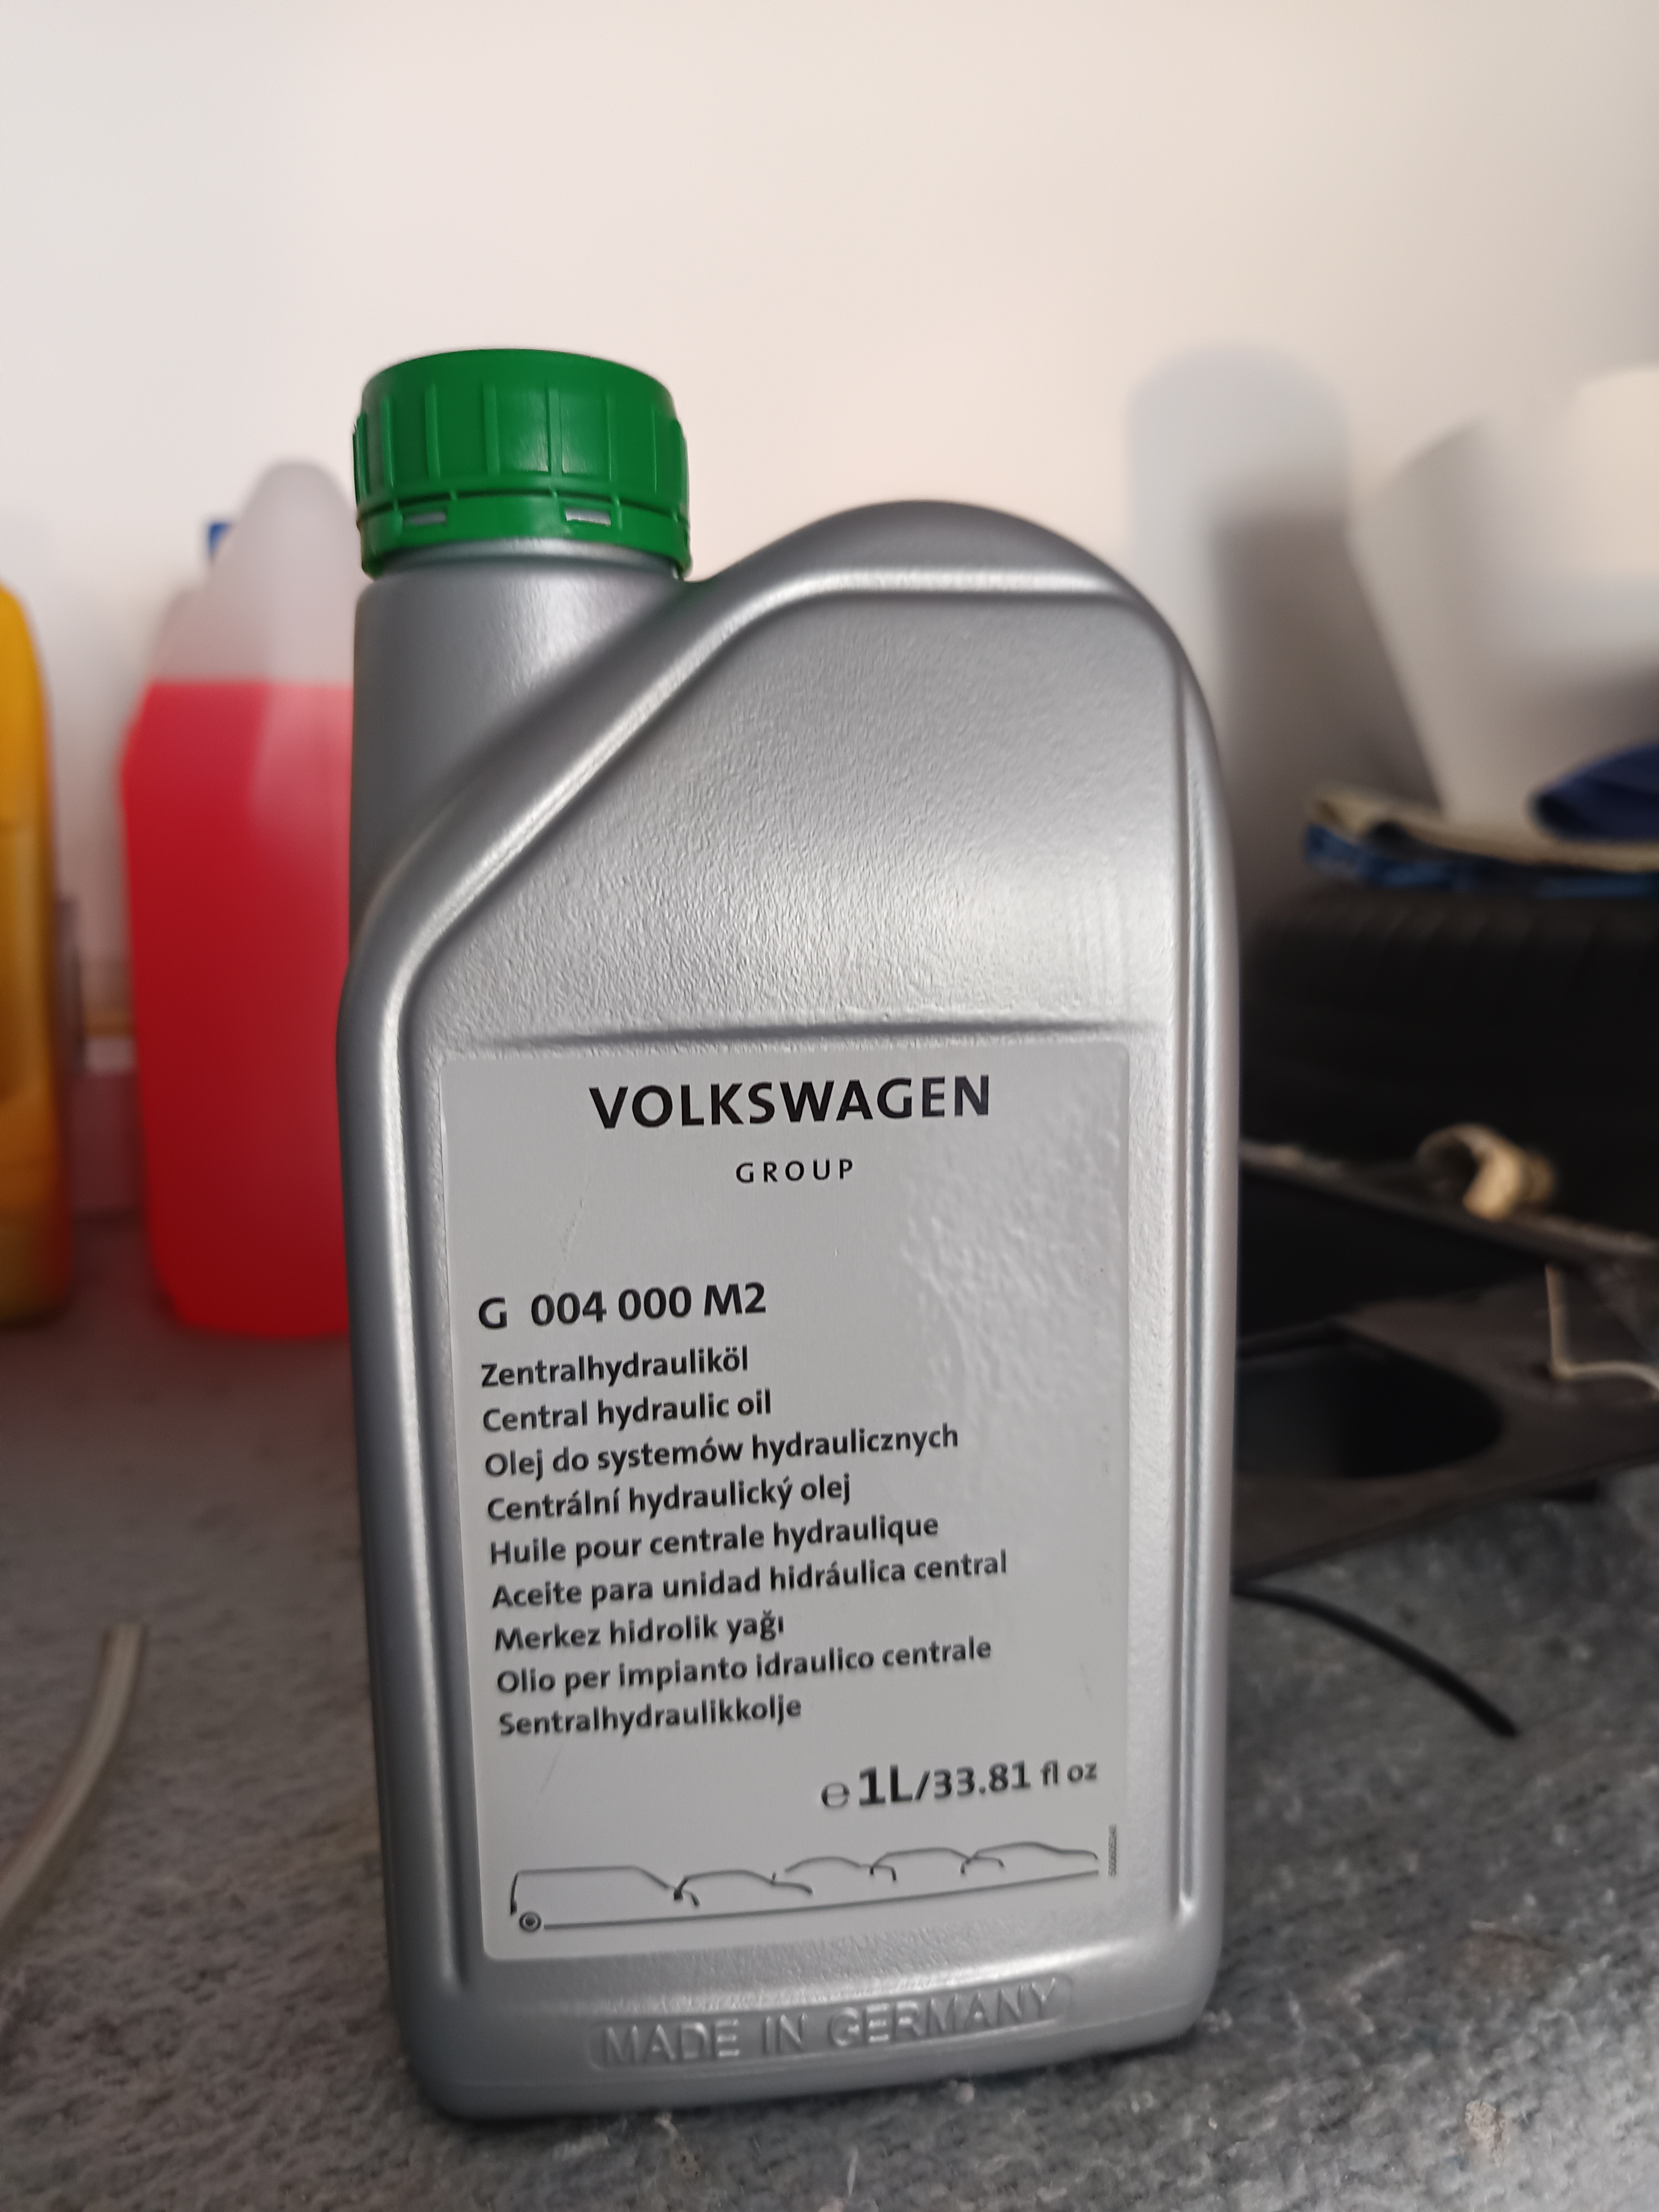 VOLKSWAGEN
GROUP
G 004 000 M2
Zentralhydrauliköl
Central hydraulic oil
Olej do systemów hydraulicznych
Centrální hydraulický olej
Huile pour centrale hydraulique
Aceite para unidad hidráulica central
Merkez hidrolik yağı
Olio per impianto idraulico centrale
Sentralhydraulikkolje
℮ 1L/33.81 fl oz
MADE IN GERMANY